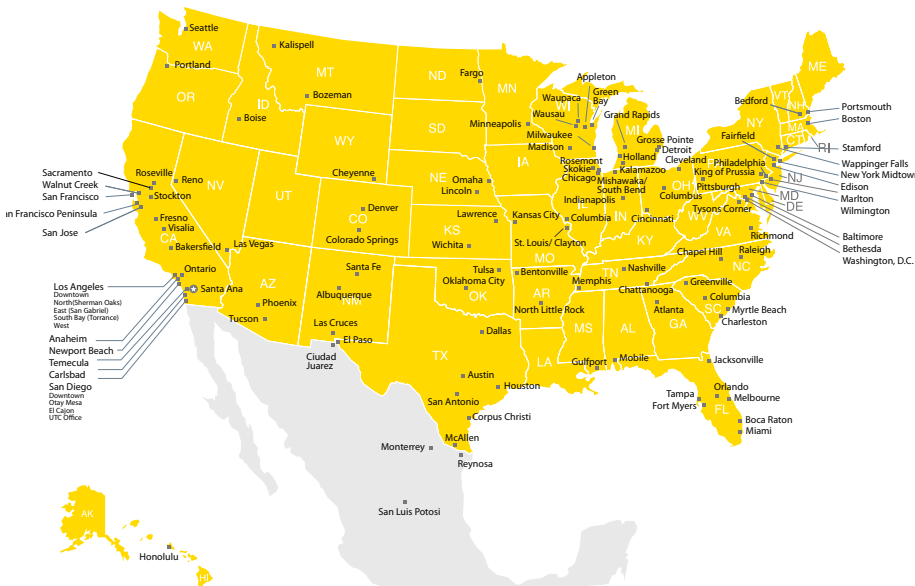 Seattle
WA
Portland
OR
Kalispell
MT
Bozeman
ID
Boise
WY
Cheyenne
ND
Fargo
SD
NE
Omaha
Lincoln
MN
Minneapolis
IA
Appleton
Green
Bay
Waupaca
Wausau
WI
Milwaukee
Madison
Grand Rapids
MI
Grosse Pointe
Detroit
Cleveland
Holland
Kalamazoo
Rosemont
Skokie
Chicago
Mishawaka/
South Bend
Indianapolis
IL
IN
OH
Columbus
Cincinnati
KY
ME
VT
NH
Bedford
Portsmouth
Boston
MA
NY
CT
RI
Fairfield
Stamford
Wappinger Falls
New York Midtown
Philadelphia
King of Prussia
P
Pittsburgh
NJ
Edison
Marlton
Wilmington
MD
DE
Tysons Corner
Baltimore
Bethesda
Washington, D.C.
WV
VA
Richmond
Sacramento
Walnut Creek
San Francisco
n Francisco Peninsula
San Jose
Roseville
Reno
Stockton
NV
Fresno
Visalia
CA
Bakersfield
Las Vegas
UT
CO
Denver
Colorado Springs
KS
Lawrence
Wichita
Kansas City
Columbia
St. Louis/ Clayton
MO
Ontario
Santa Ana
Los Angeles
Downtown
North(Sherman Oaks)
East (San Gabriel)
South Bay (Torrance)
West
Anaheim
Newport Beach
Temecula
Carlsbad
San Diego
Downtown
Otay Mesa
El Cajon
UTC Office
AZ
Phoenix
Tucson
Santa Fe
Albuquerque
NM
Las Cruces
El Paso
Ciudad
Juarez
Tulsa
Oklahoma City
OK
Bentonville
AR
North Little Rock
TN
Nashville
Memphis
Chattanooga
Chapel Hill
Raleigh
NC
Greenville
Columbia
SC
Myrtle Beach
Charleston
Atlanta
GA
AL
MS
LA
Gulfport
Mobile
TX
Dallas
Austin
Houston
San Antonio
Corpus Christi
McAllen
Reynosa
Monterrey
San Luis Potosi
Jacksonville
Orlando
Tampa
Melbourne
Fort Myers
FL
Boca Raton
Miami
AK
Honolulu
HI